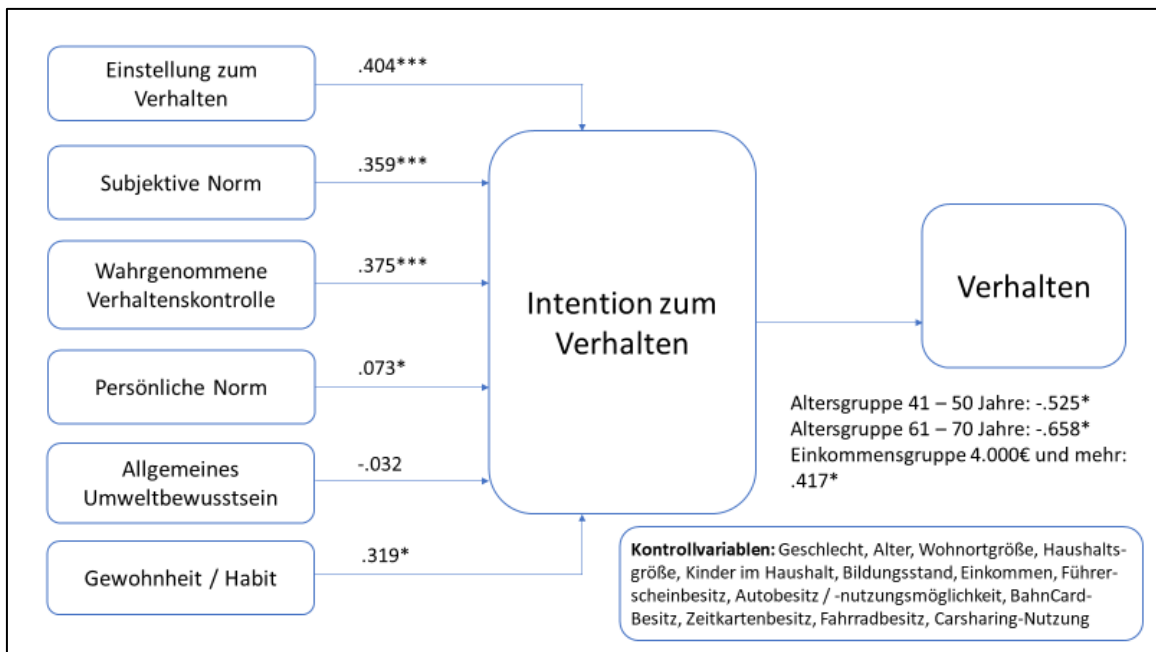 Einstellung zum
Verhalten
.404***
Subjektive Norm
.359***
Wahrgenommene
Verhaltenskontrolle
.375***
Persönliche Norm
.073*
Allgemeines
Umweltbewusstsein
-.032
Gewohnheit / Habit
.319*
Intention zum
Verhalten
Verhalten
Altersgruppe 41 – 50 Jahre: -.525*
Altersgruppe 61 – 70 Jahre: -.658*
Einkommensgruppe 4.000€ und mehr:
.417*
Kontrollvariablen: Geschlecht, Alter, Wohnortgröße, Haushalts-
größe, Kinder im Haushalt, Bildungsstand, Einkommen, Führer-
scheinbesitz, Autobesitz / -nutzungsmöglichkeit, BahnCard-
Besitz, Zeitkartenbesitz, Fahrradbesitz, Carsharing-Nutzung